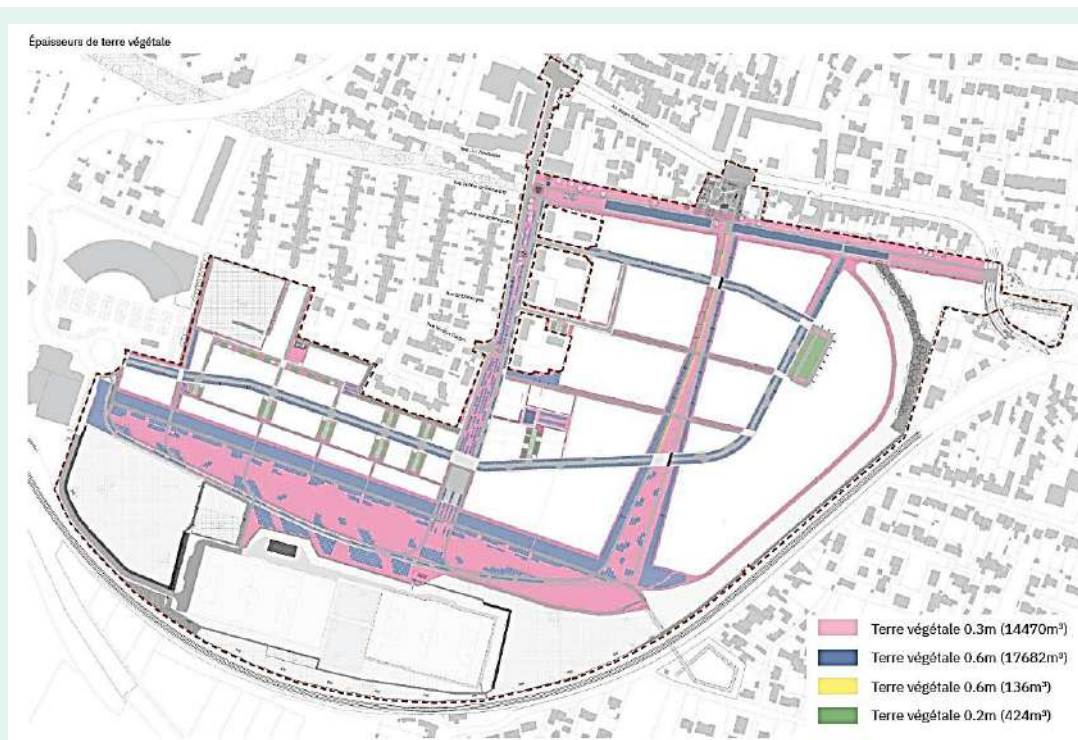 Épaisseurs de terre végétale
Terre végétale 0.3m (14470m³)
Terre végétale 0.6m (17682m³)
Terre végétale 0.6m (136m³)
Terre végétale 0.2m (424m³)